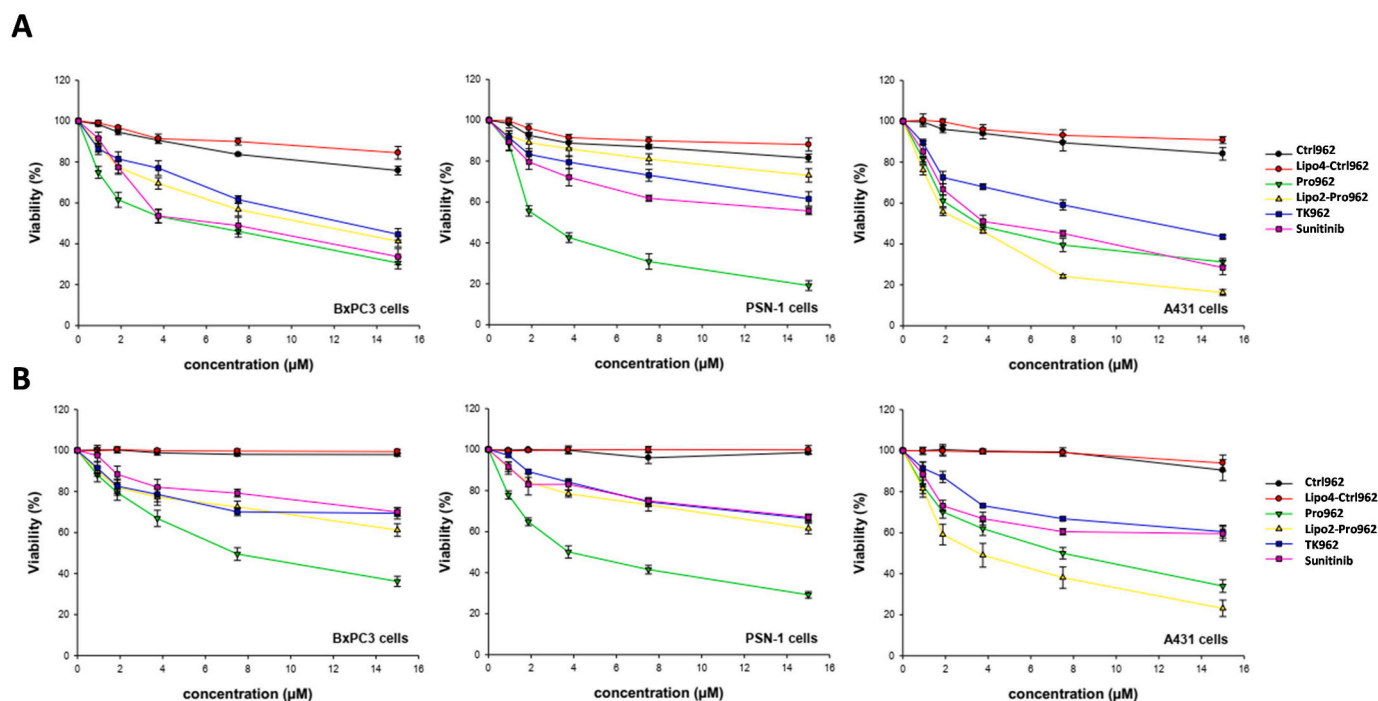 A
120
100
80
60
40
20
0
Viability (%)
0 2 4 6 8 10 12 14 16
BxPC3 cells
concentration (µM)
120
100
80
60
40
20
0
Viability (%)
0 2 4 6 8 10 12 14 16
PSN-1 cells
concentration (µM)
120
100
80
60
40
20
0
Viability (%)
0 2 4 6 8 10 12 14 16
A431 cells
concentration (µM)
Ctrl962
Lipo4-Ctrl962
Pro962
Lipo2-Pro962
TK962
Sunitinib
B
120
100
80
60
40
20
0
Viability (%)
0 2 4 6 8 10 12 14 16
BxPC3 cells
concentration (µM)
120
100
80
60
40
20
0
Viability (%)
0 2 4 6 8 10 12 14 16
PSN-1 cells
concentration (µM)
120
100
80
60
40
20
0
Viability (%)
0 2 4 6 8 10 12 14 16
A431 cells
concentration (µM)
Ctrl962
Lipo4-Ctrl962
Pro962
Lipo2-Pro962
TK962
Sunitinib